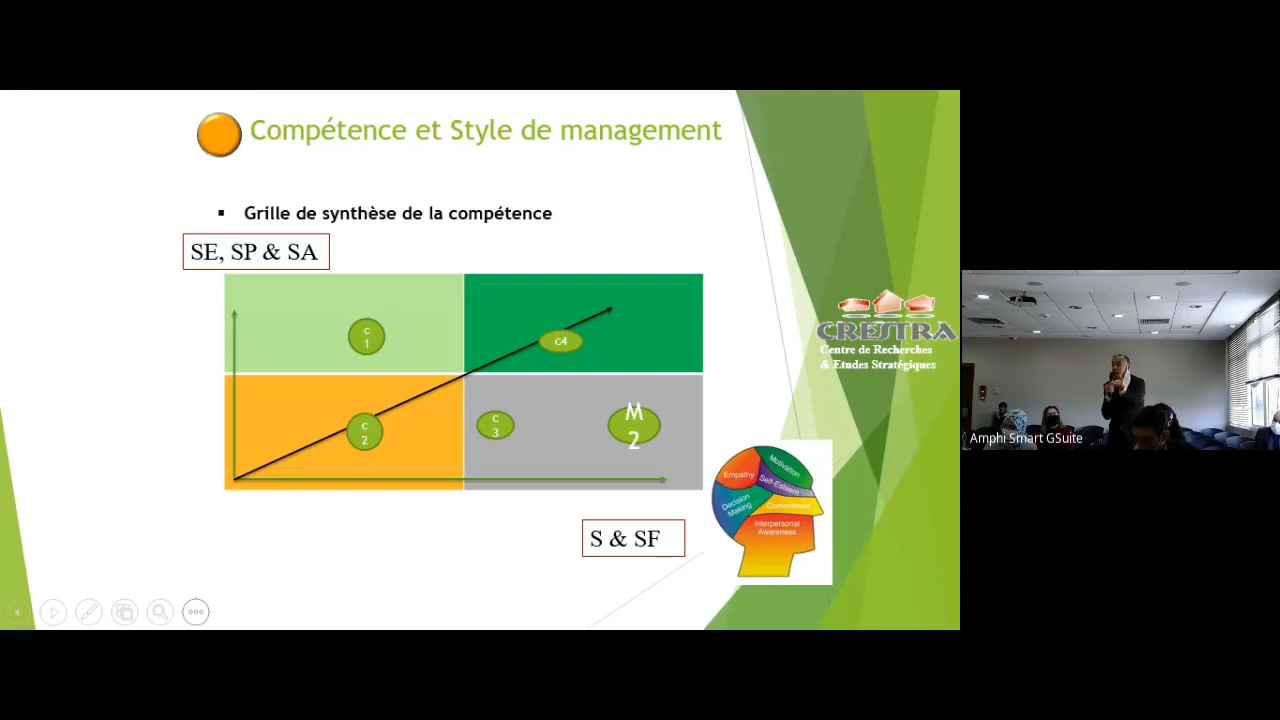 Compétence et Style de management
▪ Grille de synthèse de la compétence
SE, SP & SA
c
1
c4
c
2
c
3
M
2
S & SF
CRESTRA
Centre de Recherches
& Etudes Stratégiques
Motivation
Empathy
Self-Esteem
Decision
Making
Commitment
Interpersonal
Awareness
Amphi Smart GSuite